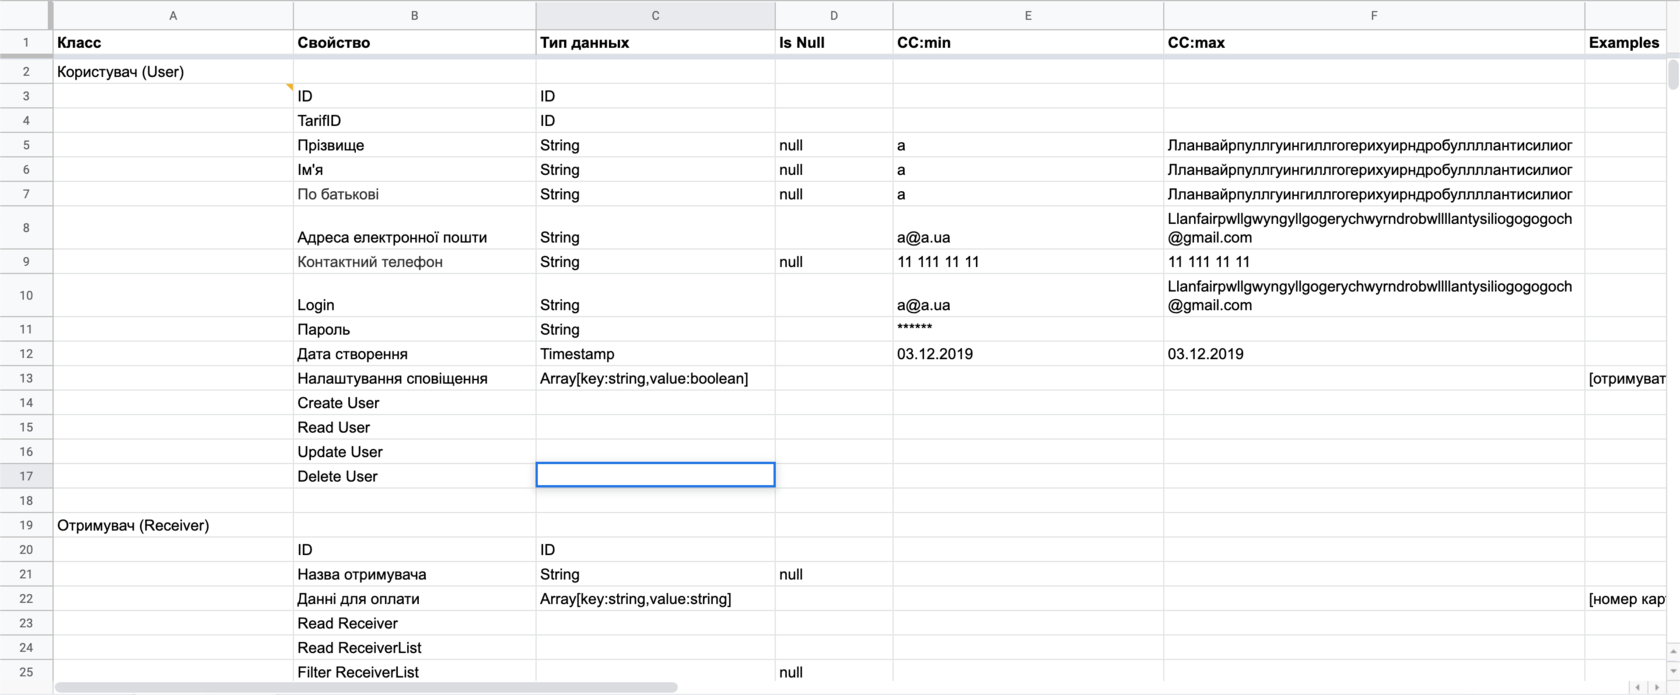 A B C D E F
1 Класс Свойство Тип данных Is Null CC:min CC:max Examples
2 Користувач (User)
3 ID ID
4 TarifID ID
5 Прізвище String null а Лланвайрпуллгуингиллгогерихуирндробуллллантисилиог
6 Ім'я String null а Лланвайрпуллгуингиллгогерихуирндробуллллантисилиог
7 По батькові String null а Лланвайрпуллгуингиллгогерихуирндробуллллантисилиог
8 Адреса електронної пошти String a@a.ua Llanfairpwllgwyngyllgogerychwyrndrobwllllantysiliogogogoch
@gmail.com
9 Контактний телефон String null 11 111 11 11 11 111 11 11
10 Login String a@a.ua Llanfairpwllgwyngyllgogerychwyrndrobwllllantysiliogogogoch
@gmail.com
11 Пароль String ******
12 Дата створення Timestamp 03.12.2019 03.12.2019
13 Налаштування сповіщення Array[key:string,value:boolean] [отримуват
14 Create User
15 Read User
16 Update User
17 Delete User
18
19 Отримувач (Receiver)
20 ID ID
21 Назва отримувача String null
22 Данні для оплати Array[key:string,value:string] [номер кар
23 Read Receiver
24 Read ReceiverList
25 Filter ReceiverList null